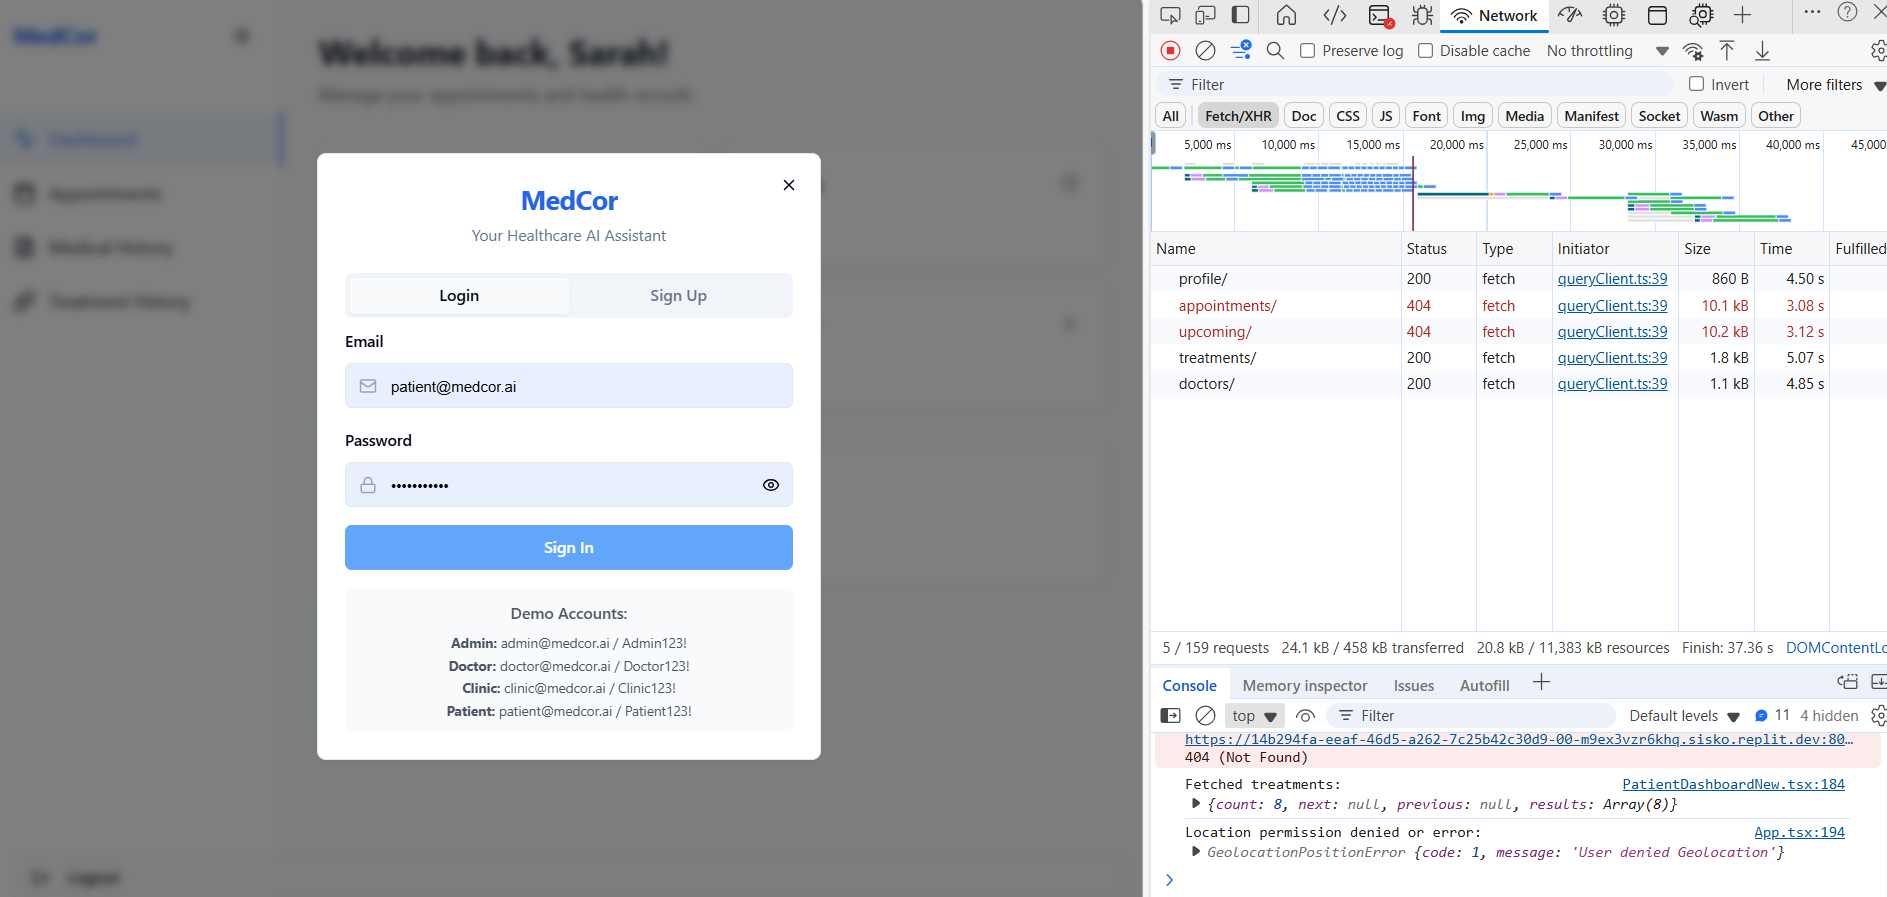 MedCor
Welcome back, Sarah!
Manage your appointments and health records
Dashboard
Appointments
Medical History
Treatment History
Logout
MedCor
Your Healthcare AI Assistant
Login
Sign Up
Email
patient@medcor.ai
Password
•••••••••••
Sign In
Demo Accounts:
Admin: admin@medcor.ai / Admin123!
Doctor: doctor@medcor.ai / Doctor123!
Clinic: clinic@medcor.ai / Clinic123!
Patient: patient@medcor.ai / Patient123!
Network
Preserve log Disable cache No throttling
Filter Invert More filters
All Fetch/XHR Doc CSS JS Font Img Media Manifest Socket Wasm Other
5,000 ms 10,000 ms 15,000 ms 20,000 ms 25,000 ms 30,000 ms 35,000 ms 40,000 ms 45,000
Name Status Type Initiator Size Time Fulfilled
profile/ 200 fetch queryClient.ts:39 860 B 4.50 s
appointments/ 404 fetch queryClient.ts:39 10.1 kB 3.08 s
upcoming/ 404 fetch queryClient.ts:39 10.2 kB 3.12 s
treatments/ 200 fetch queryClient.ts:39 1.8 kB 5.07 s
doctors/ 200 fetch queryClient.ts:39 1.1 kB 4.85 s
5 / 159 requests 24.1 kB / 458 kB transferred 20.8 kB / 11,383 kB resources Finish: 37.36 s DOMContentLo
Console Memory inspector Issues Autofill
top Filter Default levels 11 4 hidden
https://14b294fa-eeaf-46d5-a262-7c25b42c30d9-00-m9ex3vzr6khq.sisko.replit.dev:80…
404 (Not Found)
Fetched treatments: PatientDashboardNew.tsx:184
{count: 8, next: null, previous: null, results: Array(8)}
Location permission denied or error: App.tsx:194
GeolocationPositionError {code: 1, message: 'User denied Geolocation'}